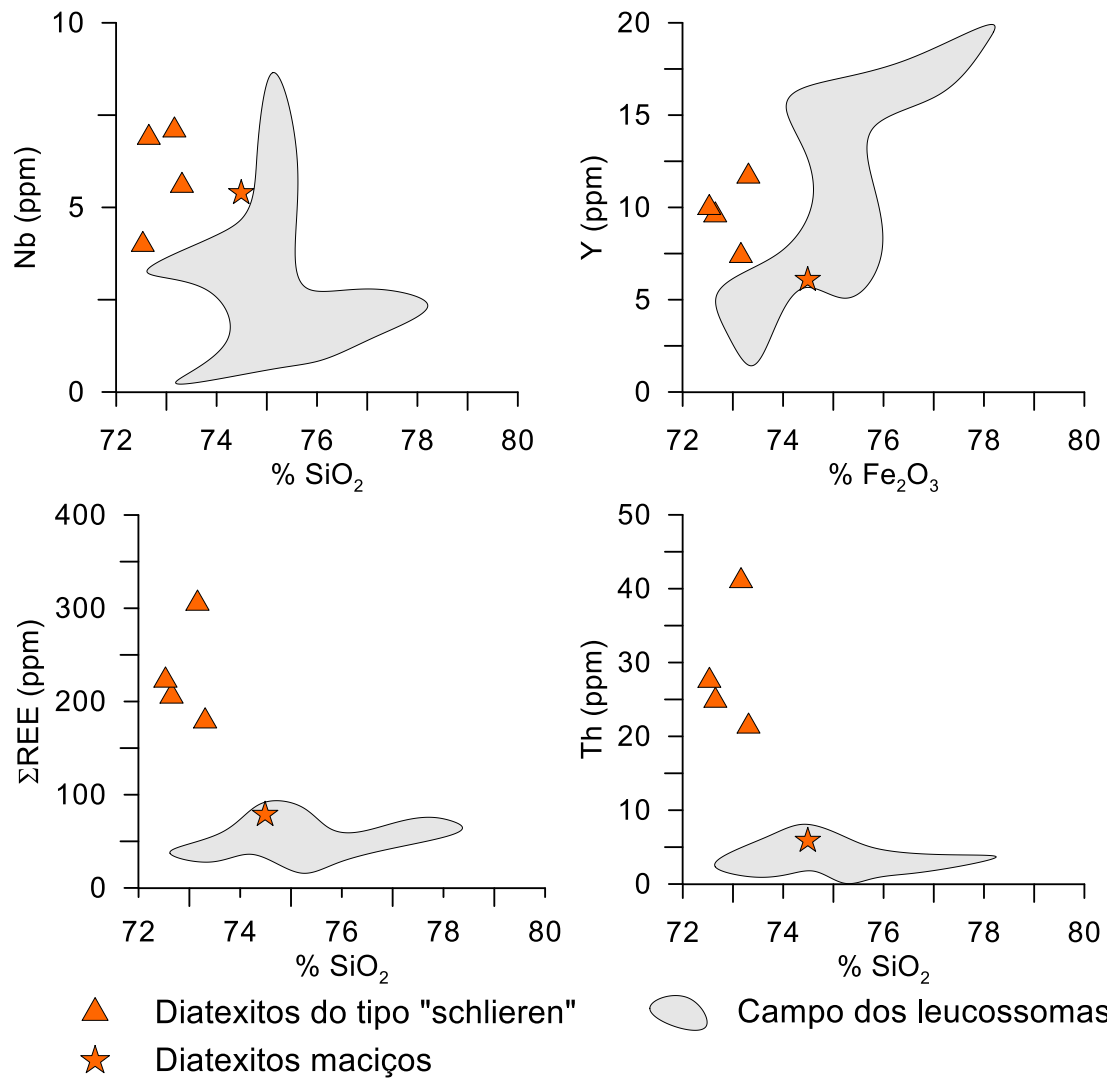 10
5
0
Nb (ppm)
72 74 76 78 80
% SiO₂
20
15
10
5
0
Y (ppm)
72 74 76 78 80
% Fe₂O₃
400
300
200
100
0
ΣREE (ppm)
72 74 76 78 80
% SiO₂
50
40
30
20
10
0
Th (ppm)
72 74 76 78 80
% SiO₂
Diatexitos do tipo "schlieren"
Campo dos leucossomas
Diatexitos maciços